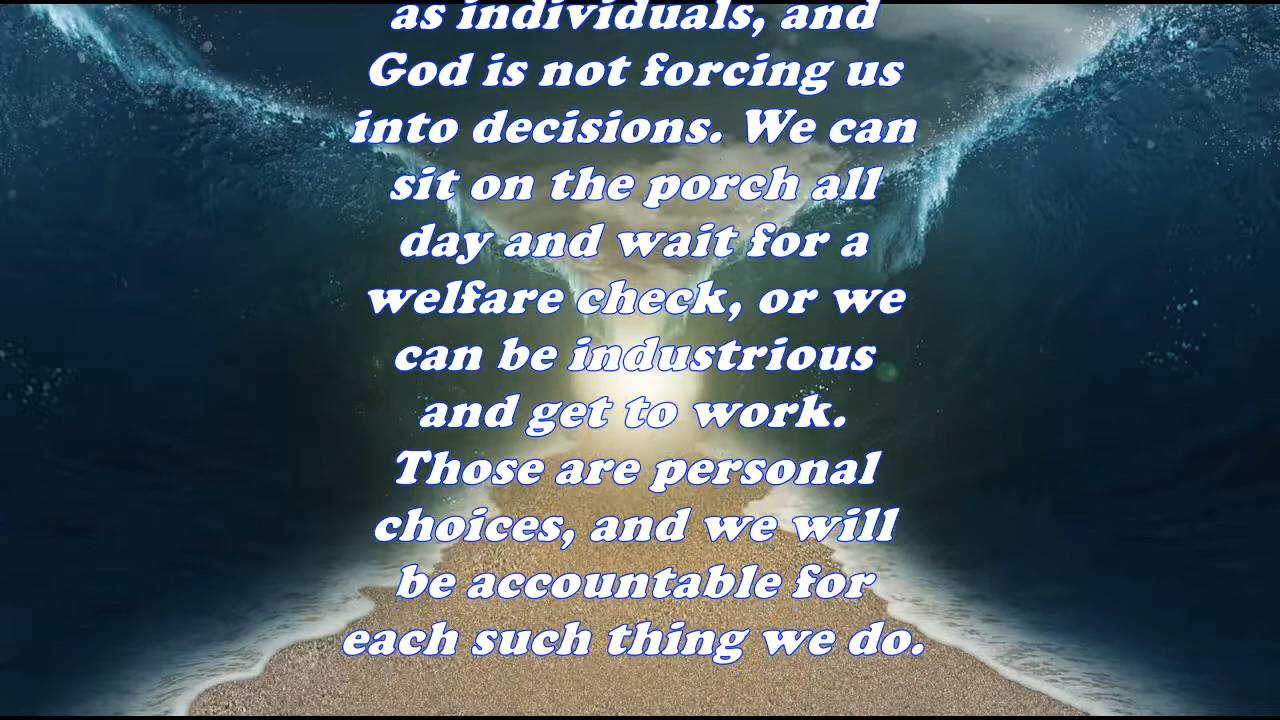 as individuals, and
God is not forcing us
into decisions. We can
sit on the porch all
day and wait for a
welfare check, or we
can be industrious
and get to work.
Those are personal
choices, and we will
be accountable for
each such thing we do.